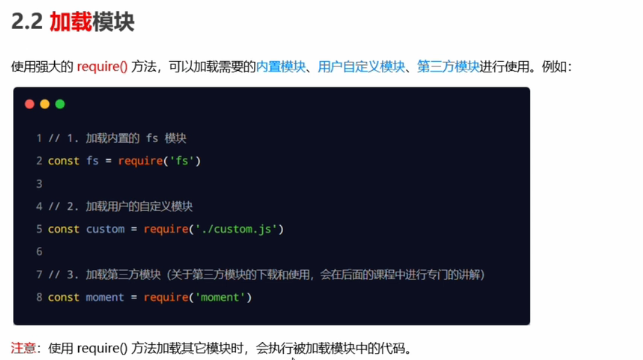 2.2 加载模块
使用强大的 require() 方法，可以加载需要的内置模块、用户自定义模块、第三方模块进行使用。例如：
1 // 1. 加载内置的 fs 模块
2 const fs = require('fs')
3
4 // 2. 加载用户的自定义模块
5 const custom = require('./custom.js')
6
7 // 3. 加载第三方模块（关于第三方模块的下载和使用，会在后面的课程中进行专门的讲解）
8 const moment = require('moment')
注意：使用 require() 方法加载其它模块时，会执行被加载模块中的代码。